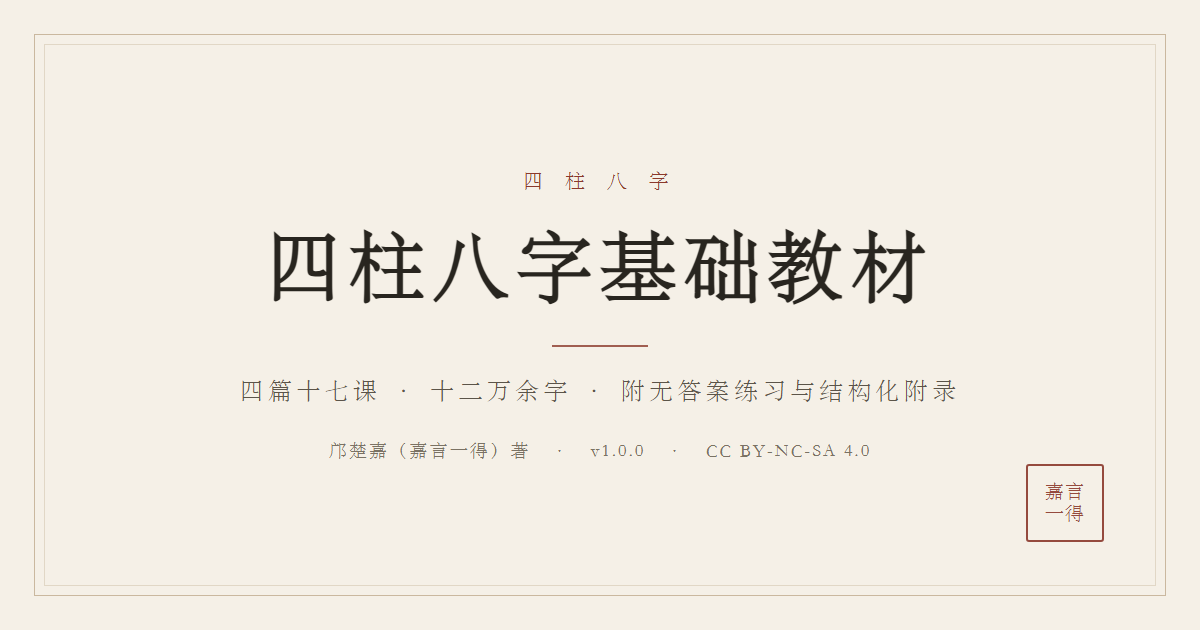 四柱八字
四柱八字基础教材
四篇十七课 · 十二万余字 · 附无答案练习与结构化附录
邝楚嘉（嘉言一得）著 · v1.0.0 · CC BY-NC-SA 4.0
嘉言
一得